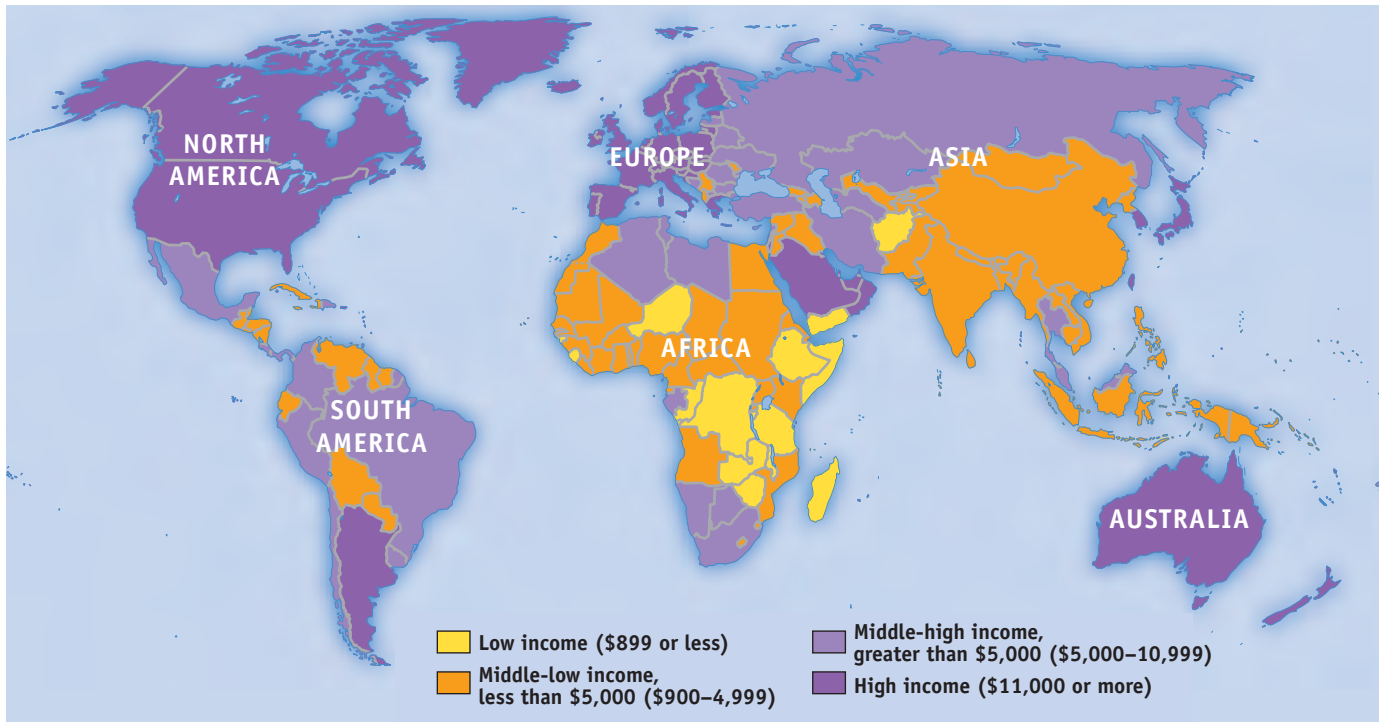 NORTH
AMERICA
EUROPE
ASIA
AFRICA
SOUTH
AMERICA
AUSTRALIA
Low income ($899 or less)
Middle-low income,
less than $5,000 ($900–4,999)
Middle-high income,
greater than $5,000 ($5,000–10,999)
High income ($11,000 or more)